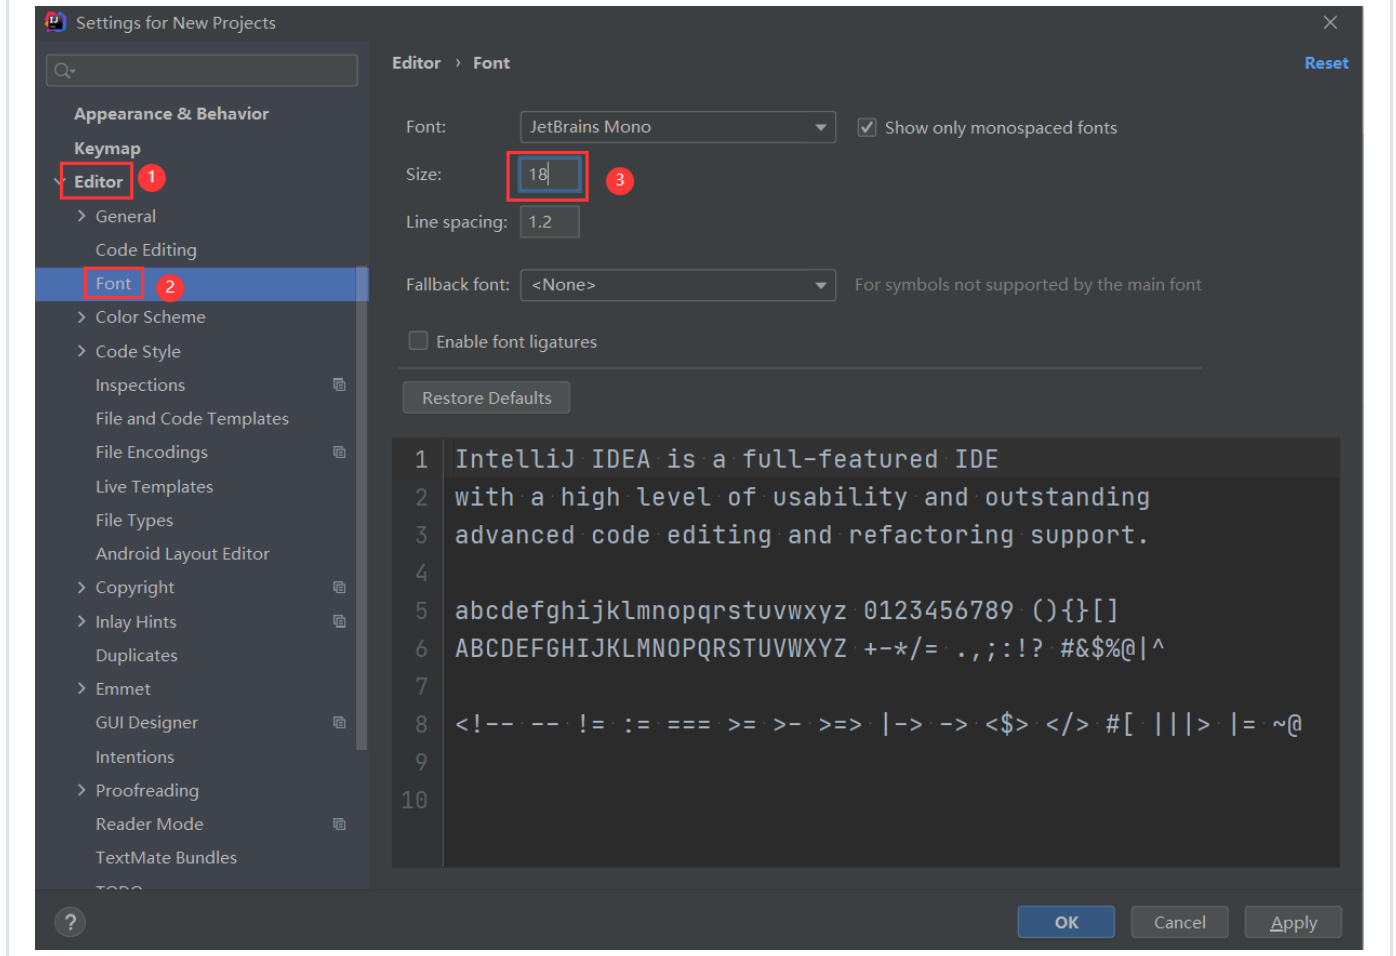 Settings for New Projects
Editor › Font
Reset
Appearance & Behavior
Keymap
Editor
1
General
Code Editing
Font
2
Color Scheme
Code Style
Inspections
File and Code Templates
File Encodings
Live Templates
File Types
Android Layout Editor
Copyright
Inlay Hints
Duplicates
Emmet
GUI Designer
Intentions
Proofreading
Reader Mode
TextMate Bundles
TODO
Font: JetBrains Mono
Show only monospaced fonts
Size: 18
3
Line spacing: 1.2
Fallback font: <None>
For symbols not supported by the main font
Enable font ligatures
Restore Defaults
1 IntelliJ IDEA is a full-featured IDE
2 with a high level of usability and outstanding
3 advanced code editing and refactoring support.
4
5 abcdefghijklmnopqrstuvwxyz 0123456789 (){}[]
6 ABCDEFGHIJKLMNOPQRSTUVWXYZ +-*/= .,;:!? #&$%@|^
7
8 <!-- -- != := === >= >- >=> |-> -> <$> </> #[ |||> |= ~@
9
10
?
OK
Cancel
Apply